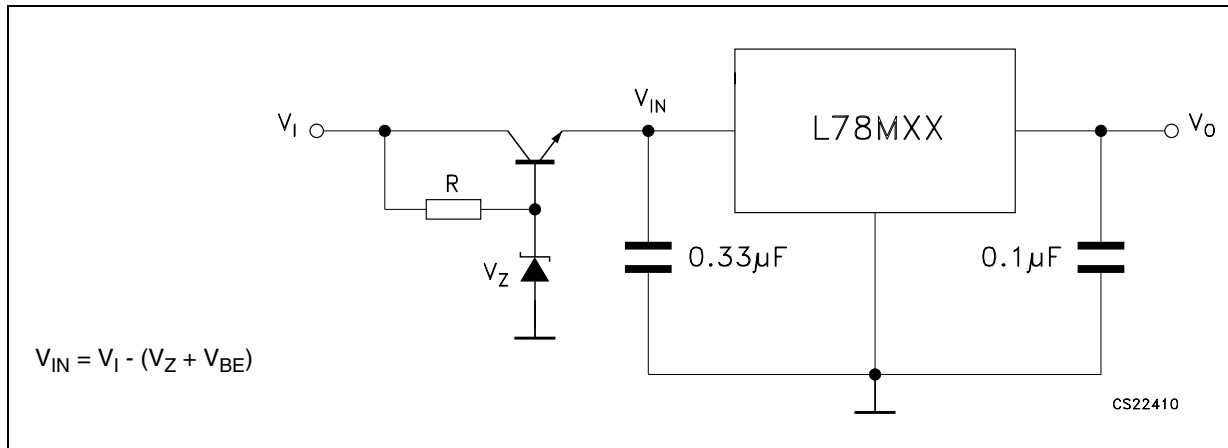 V_IN
L78MXX
V_I
V_O
R
0.33µF
0.1µF
V_Z
V_IN = V_I - (V_Z + V_BE)
CS22410